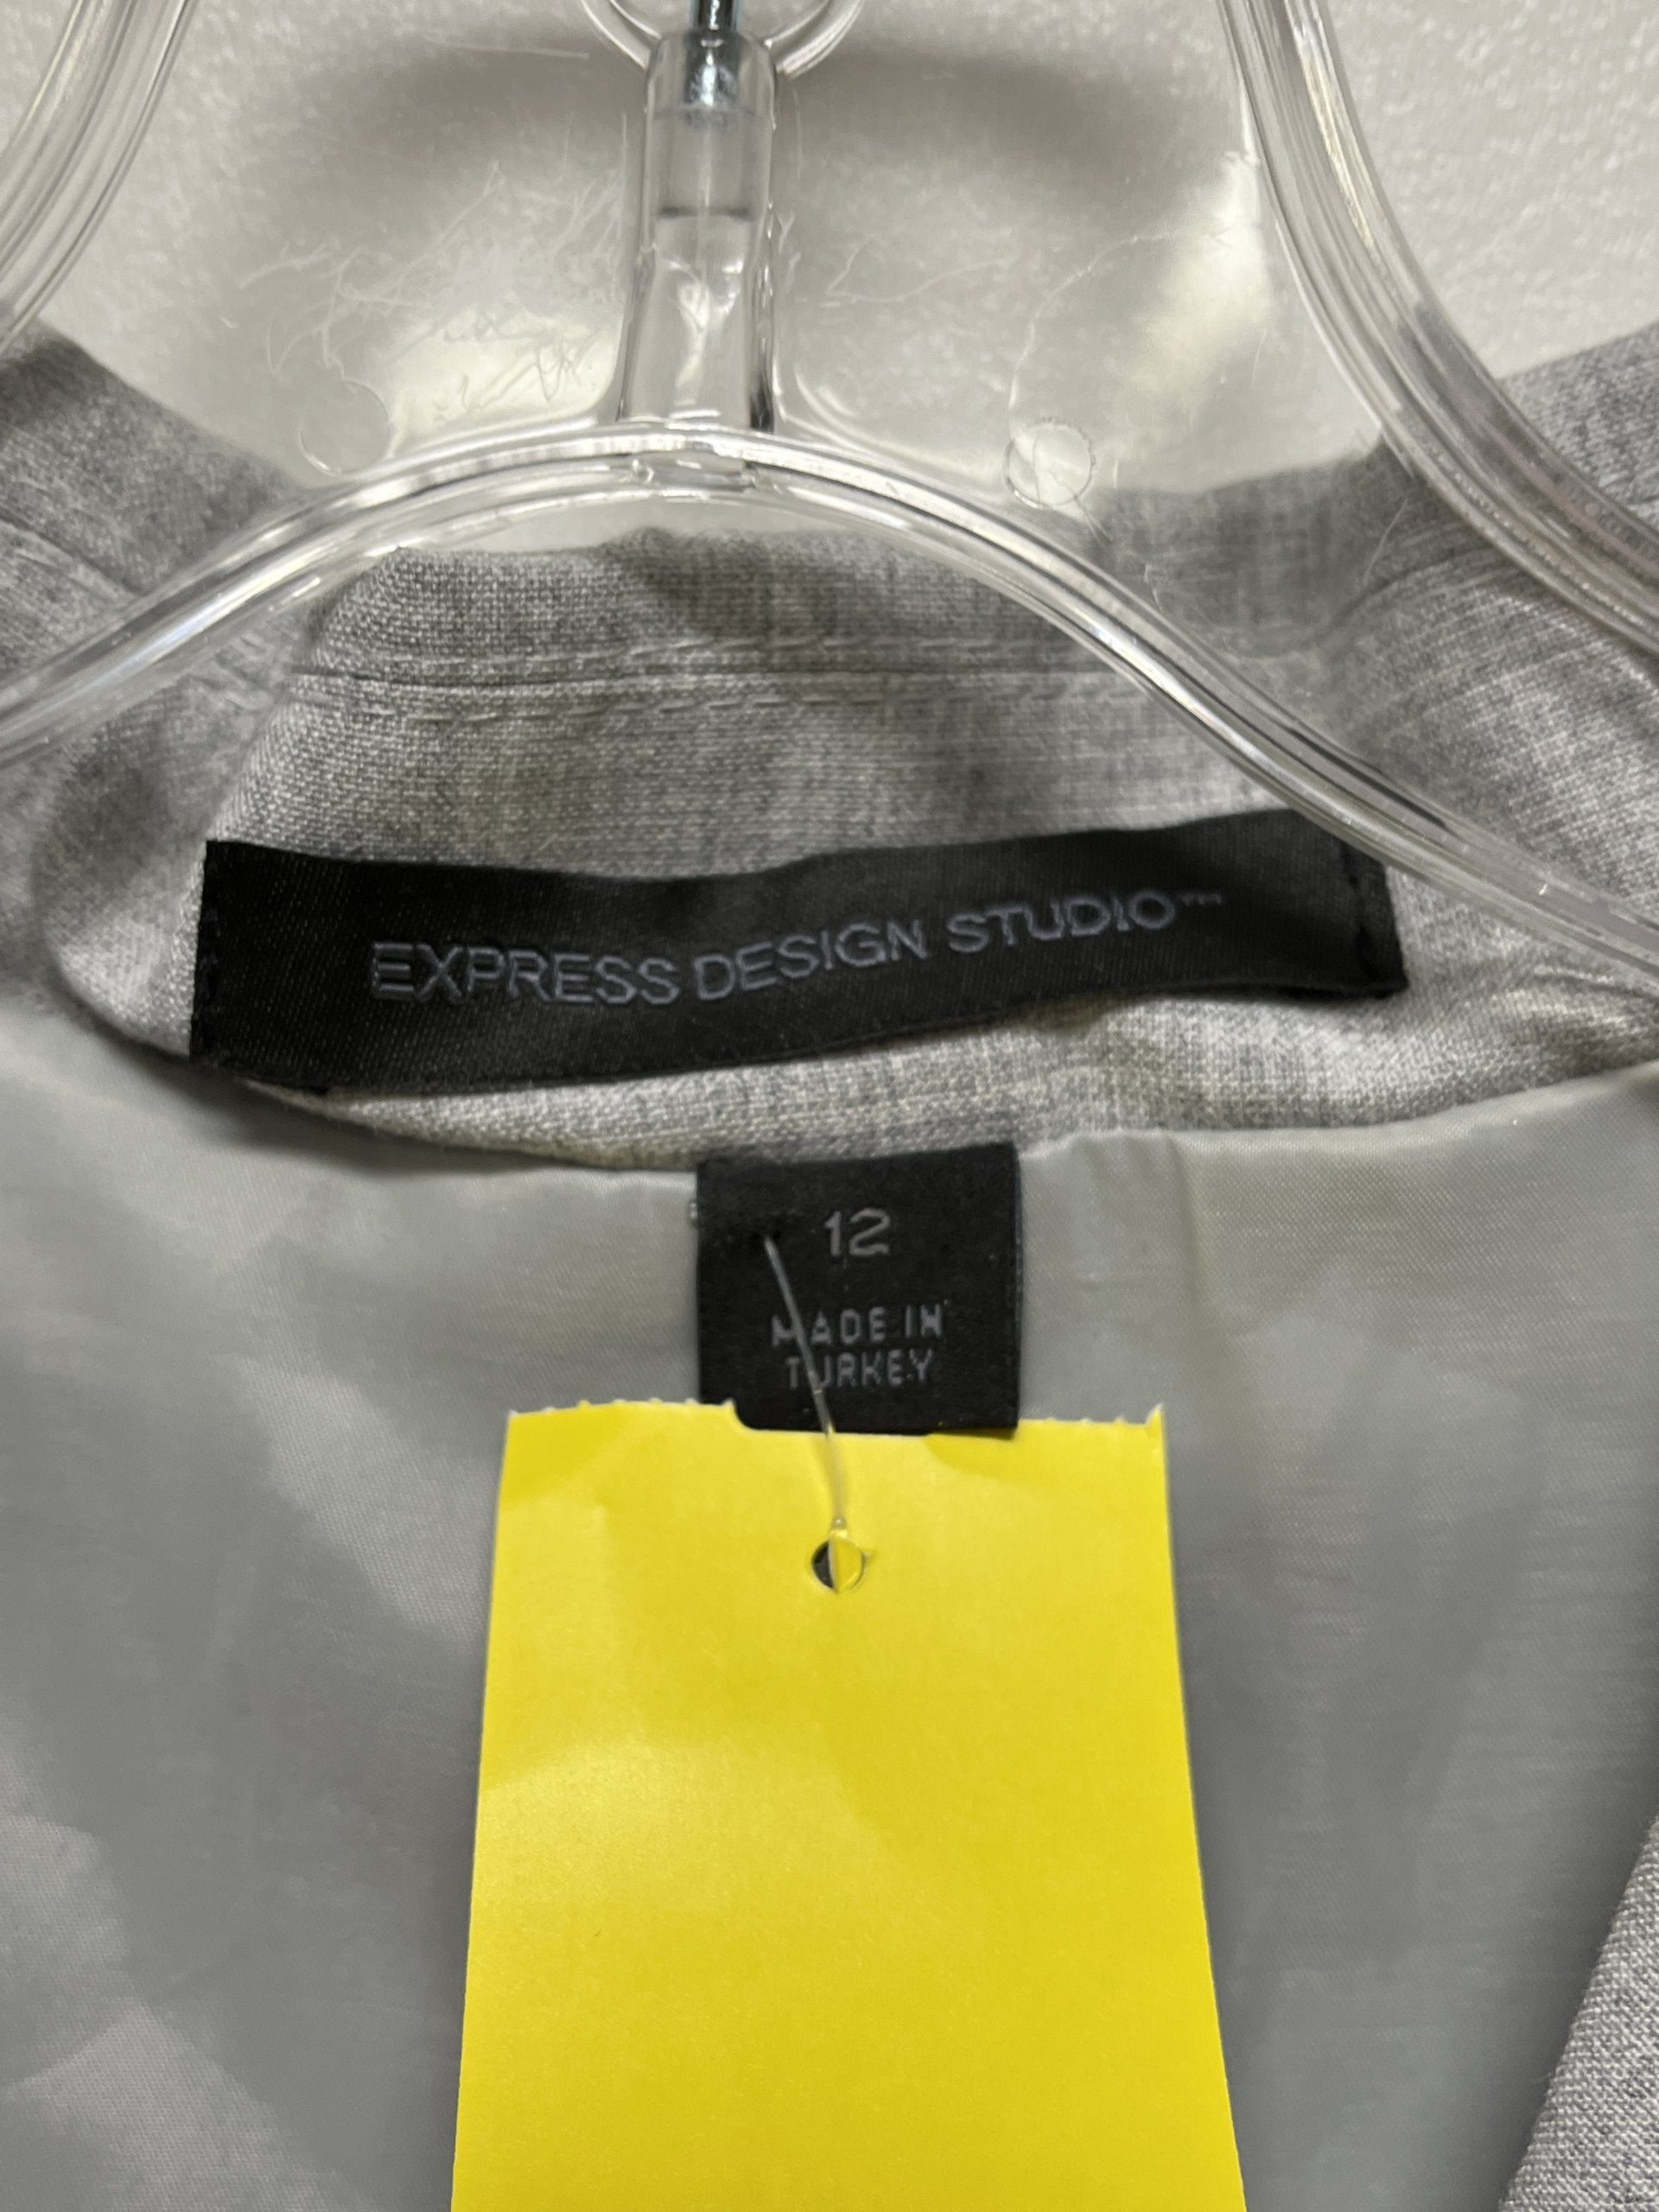 EXPRESS DESIGN STUDIO™
12
MADE IN
TURKEY